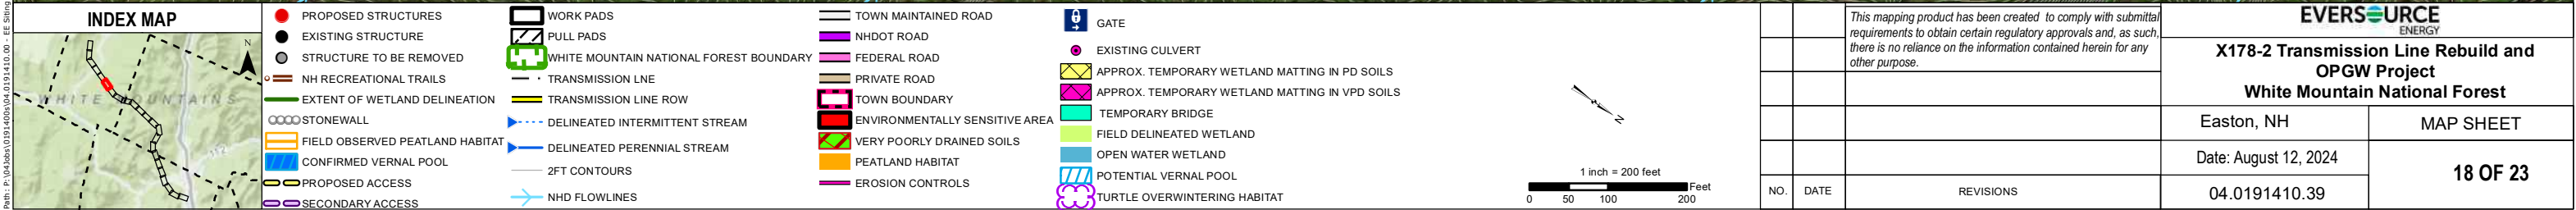 Path: P:\04Jobs\0191400s\04.0191410.00 - EE Siting
INDEX MAP
N
WHITE MOUNTAINS
112
PROPOSED STRUCTURES
EXISTING STRUCTURE
STRUCTURE TO BE REMOVED
NH RECREATIONAL TRAILS
EXTENT OF WETLAND DELINEATION
STONEWALL
FIELD OBSERVED PEATLAND HABITAT
CONFIRMED VERNAL POOL
PROPOSED ACCESS
SECONDARY ACCESS
WORK PADS
PULL PADS
WHITE MOUNTAIN NATIONAL FOREST BOUNDARY
TRANSMISSION LNE
TRANSMISSION LINE ROW
DELINEATED INTERMITTENT STREAM
DELINEATED PERENNIAL STREAM
2FT CONTOURS
NHD FLOWLINES
TOWN MAINTAINED ROAD
NHDOT ROAD
FEDERAL ROAD
PRIVATE ROAD
TOWN BOUNDARY
ENVIRONMENTALLY SENSITIVE AREA
VERY POORLY DRAINED SOILS
PEATLAND HABITAT
EROSION CONTROLS
GATE
EXISTING CULVERT
APPROX. TEMPORARY WETLAND MATTING IN PD SOILS
APPROX. TEMPORARY WETLAND MATTING IN VPD SOILS
TEMPORARY BRIDGE
FIELD DELINEATED WETLAND
OPEN WATER WETLAND
POTENTIAL VERNAL POOL
TURTLE OVERWINTERING HABITAT
N
1 inch = 200 feet
Feet
0 50 100 200
NO. DATE REVISIONS
This mapping product has been created to comply with submittal
requirements to obtain certain regulatory approvals and, as such,
there is no reliance on the information contained herein for any
other purpose.
EVERSOURCE
ENERGY
X178-2 Transmission Line Rebuild and
OPGW Project
White Mountain National Forest
Easton, NH
MAP SHEET
Date: August 12, 2024
18 OF 23
04.0191410.39